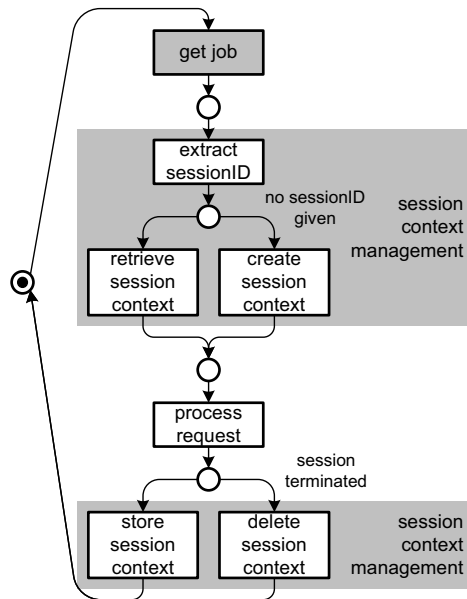 get job
extract
sessionID
no sessionID
given
session
context
management
retrieve
session
context
create
session
context
process
request
session
terminated
store
session
context
delete
session
context
session
context
management